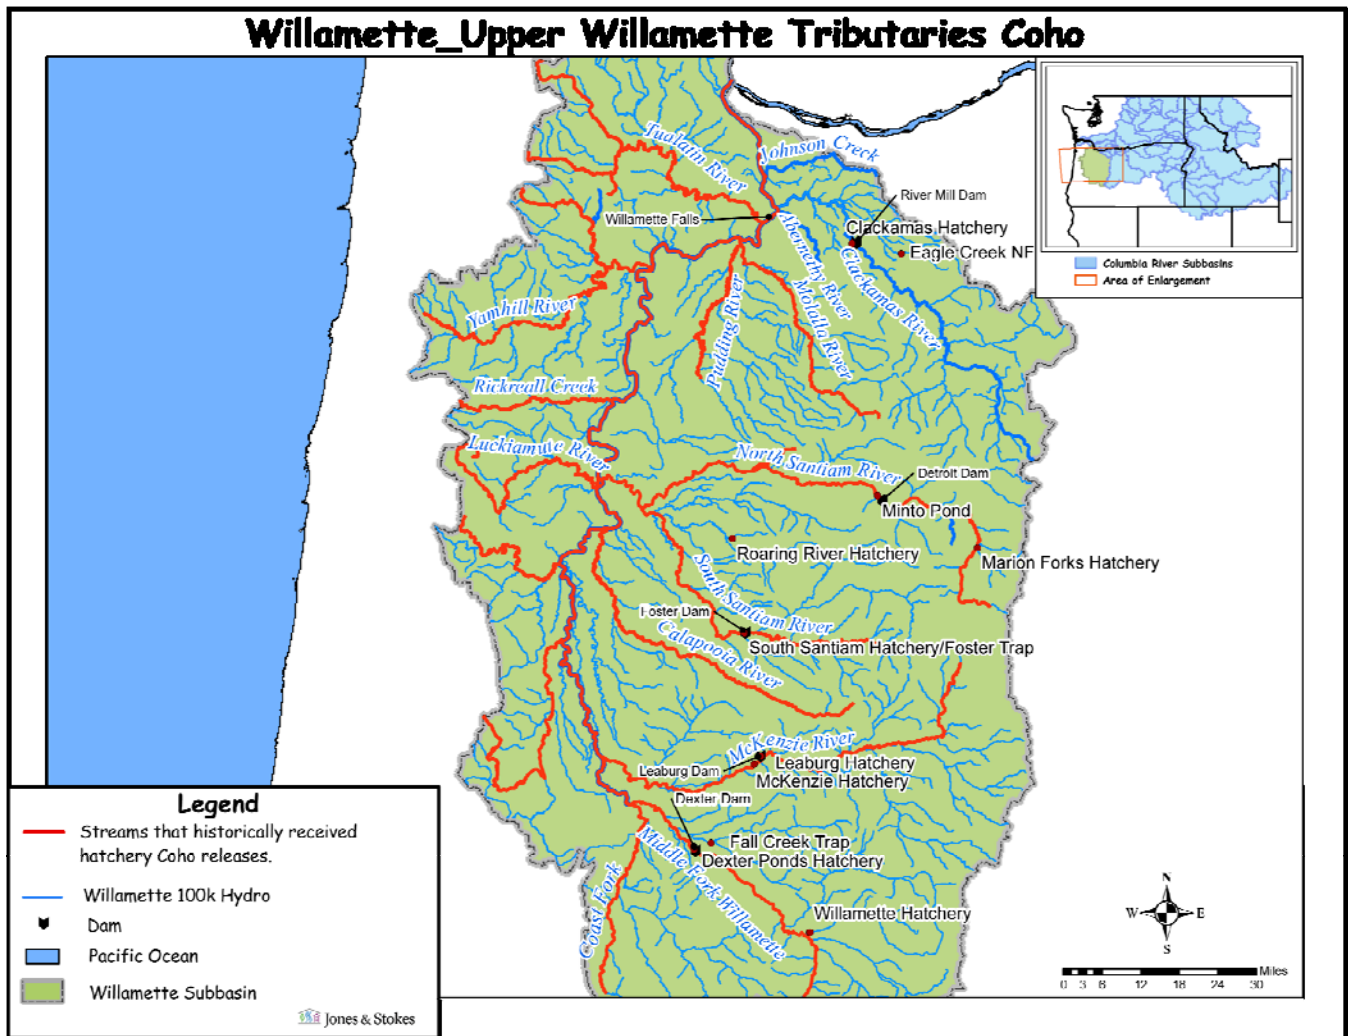 Willamette_Upper Willamette Tributaries Coho
Columbia River Subbasins
Area of Enlargement
Tualatin River
Johnson Creek
River Mill Dam
Willamette Falls
Clackamas Hatchery
Eagle Creek NF
Abernethy River
Clackamas River
Molalla River
Pudding River
Yamhill River
Rickreall Creek
Luckiamute River
North Santiam River
Detroit Dam
Minto Pond
Roaring River Hatchery
Marion Forks Hatchery
South Santiam River
Foster Dam
South Santiam Hatchery/Foster Trap
Calapooia River
McKenzie River
Leaburg Dam
Leaburg Hatchery
McKenzie Hatchery
Dexter Dam
Fall Creek Trap
Dexter Ponds Hatchery
Middle Fork Willamette
Coast Fork
Willamette Hatchery
Legend
Streams that historically received
hatchery Coho releases.
Willamette 100k Hydro
Dam
Pacific Ocean
Willamette Subbasin
Jones & Stokes
N
W E
S
Miles
0 3 6 12 18 24 30